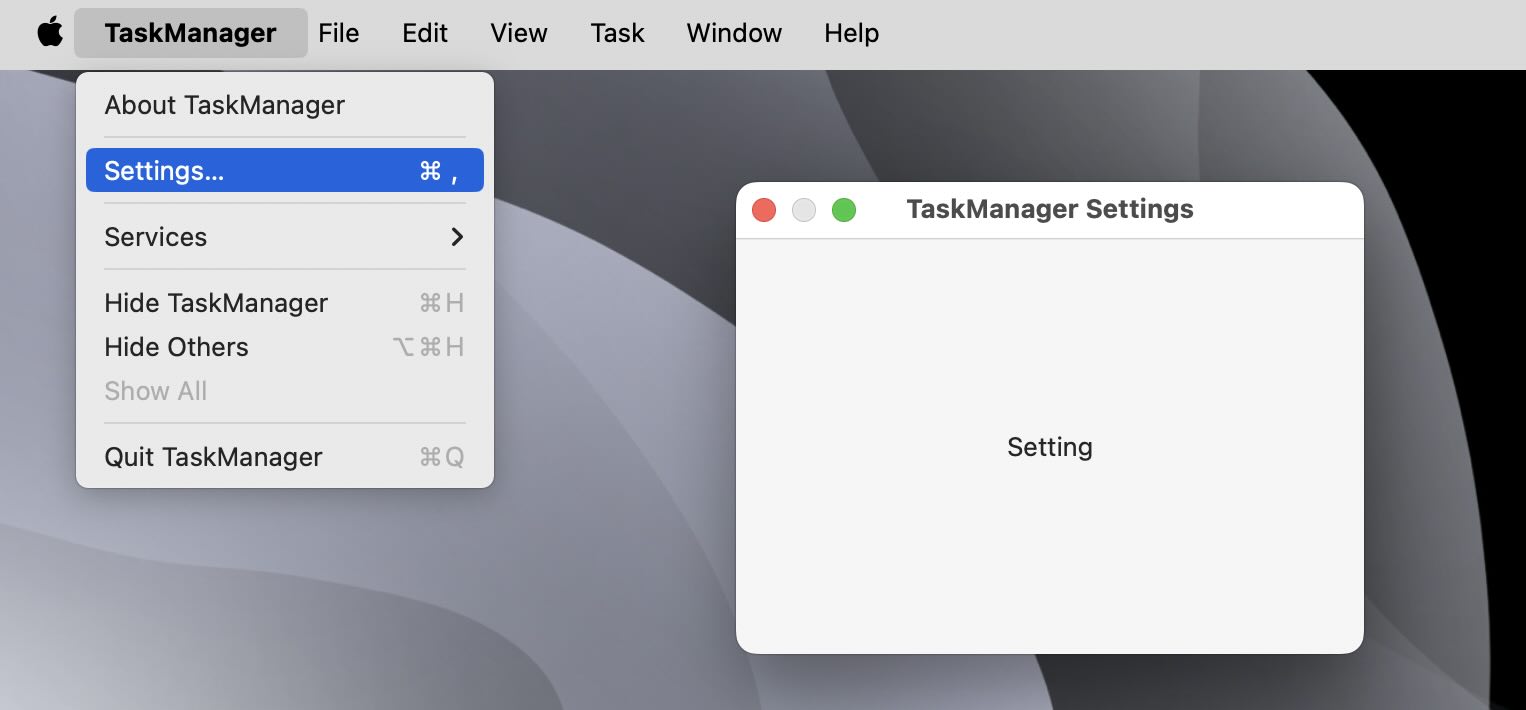 TaskManager File Edit View Task Window Help
About TaskManager
Settings... ⌘ ,
Services
Hide TaskManager ⌘H
Hide Others ⌥⌘H
Show All
Quit TaskManager ⌘Q
TaskManager Settings
Setting